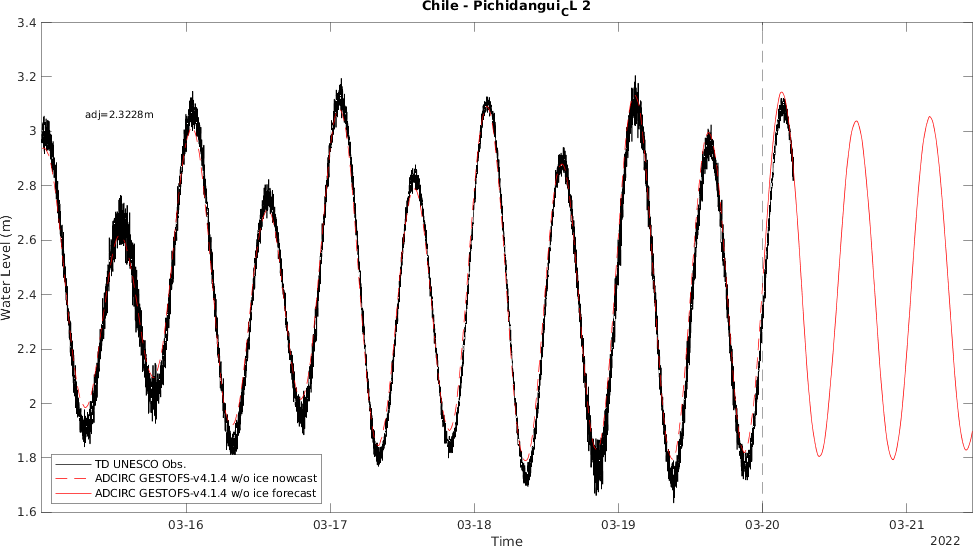 Chile - Pichidangui_CL 2
3.4
3.2
3
2.8
2.6
2.4
2.2
2
1.8
1.6
Water Level (m)
adj=2.3228m
TD UNESCO Obs.
ADCIRC GESTOFS-v4.1.4 w/o ice nowcast
ADCIRC GESTOFS-v4.1.4 w/o ice forecast
03-16
03-17
03-18
03-19
03-20
03-21
Time
2022